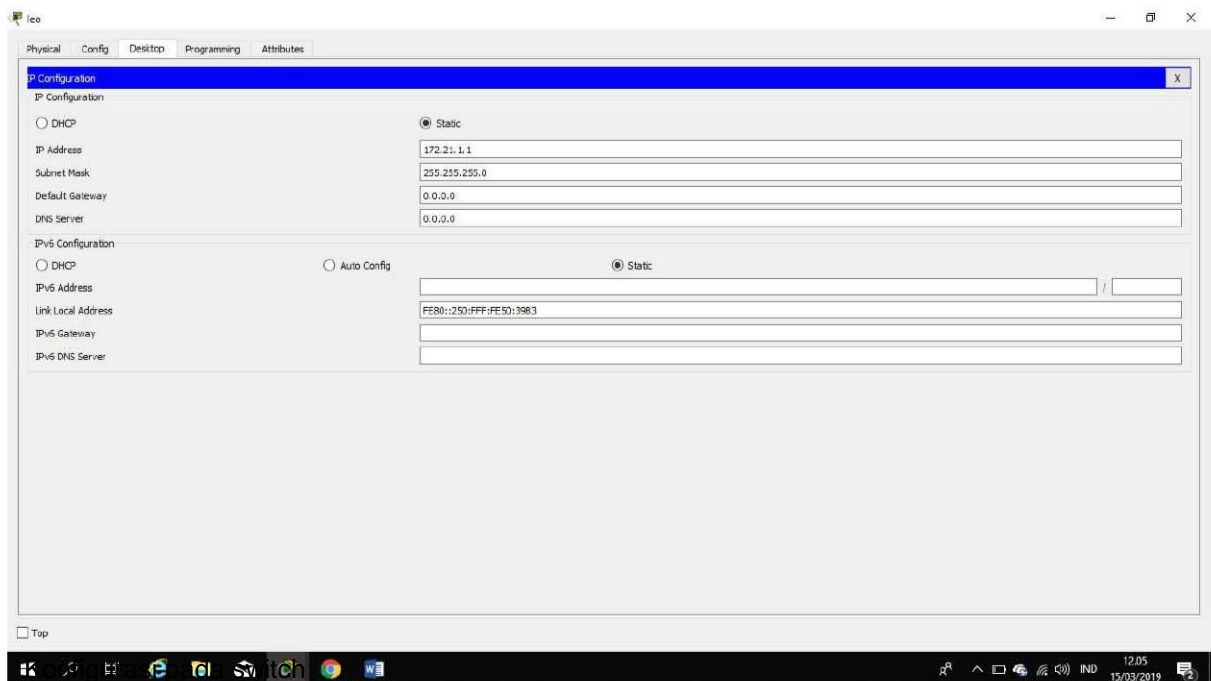 leo
Physical Config Desktop Programming Attributes
IP Configuration X
IP Configuration
DHCP Static
IP Address 172.21.1.1
Subnet Mask 255.255.255.0
Default Gateway 0.0.0.0
DNS Server 0.0.0.0
IPv6 Configuration
DHCP Auto Config Static
IPv6 Address /
Link Local Address FE80::250:FFF:FE50:3983
IPv6 Gateway
IPv6 DNS Server
Top
pada switch
IND 12.05
15/03/2019